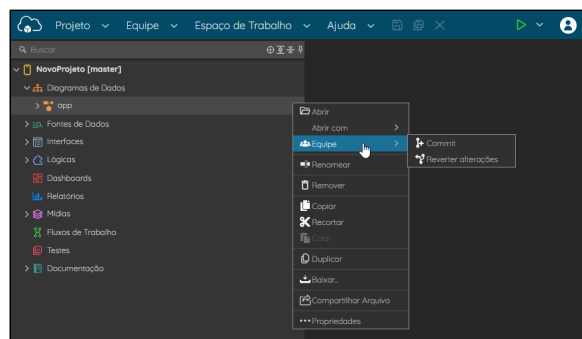 Projeto Equipe Espaço de Trabalho Ajuda
Buscar
NovoProjeto [master]
Diagramas de Dados
app
Fontes de Dados
Interfaces
Lógicas
Dashboards
Relatórios
Mídias
Fluxos de Trabalho
Testes
Documentação
Abrir
Abrir com
Equipe
Renomear
Remover
Copiar
Recortar
Colar
Duplicar
Baixar...
Compartilhar Arquivo
Propriedades
Commit
Reverter alterações